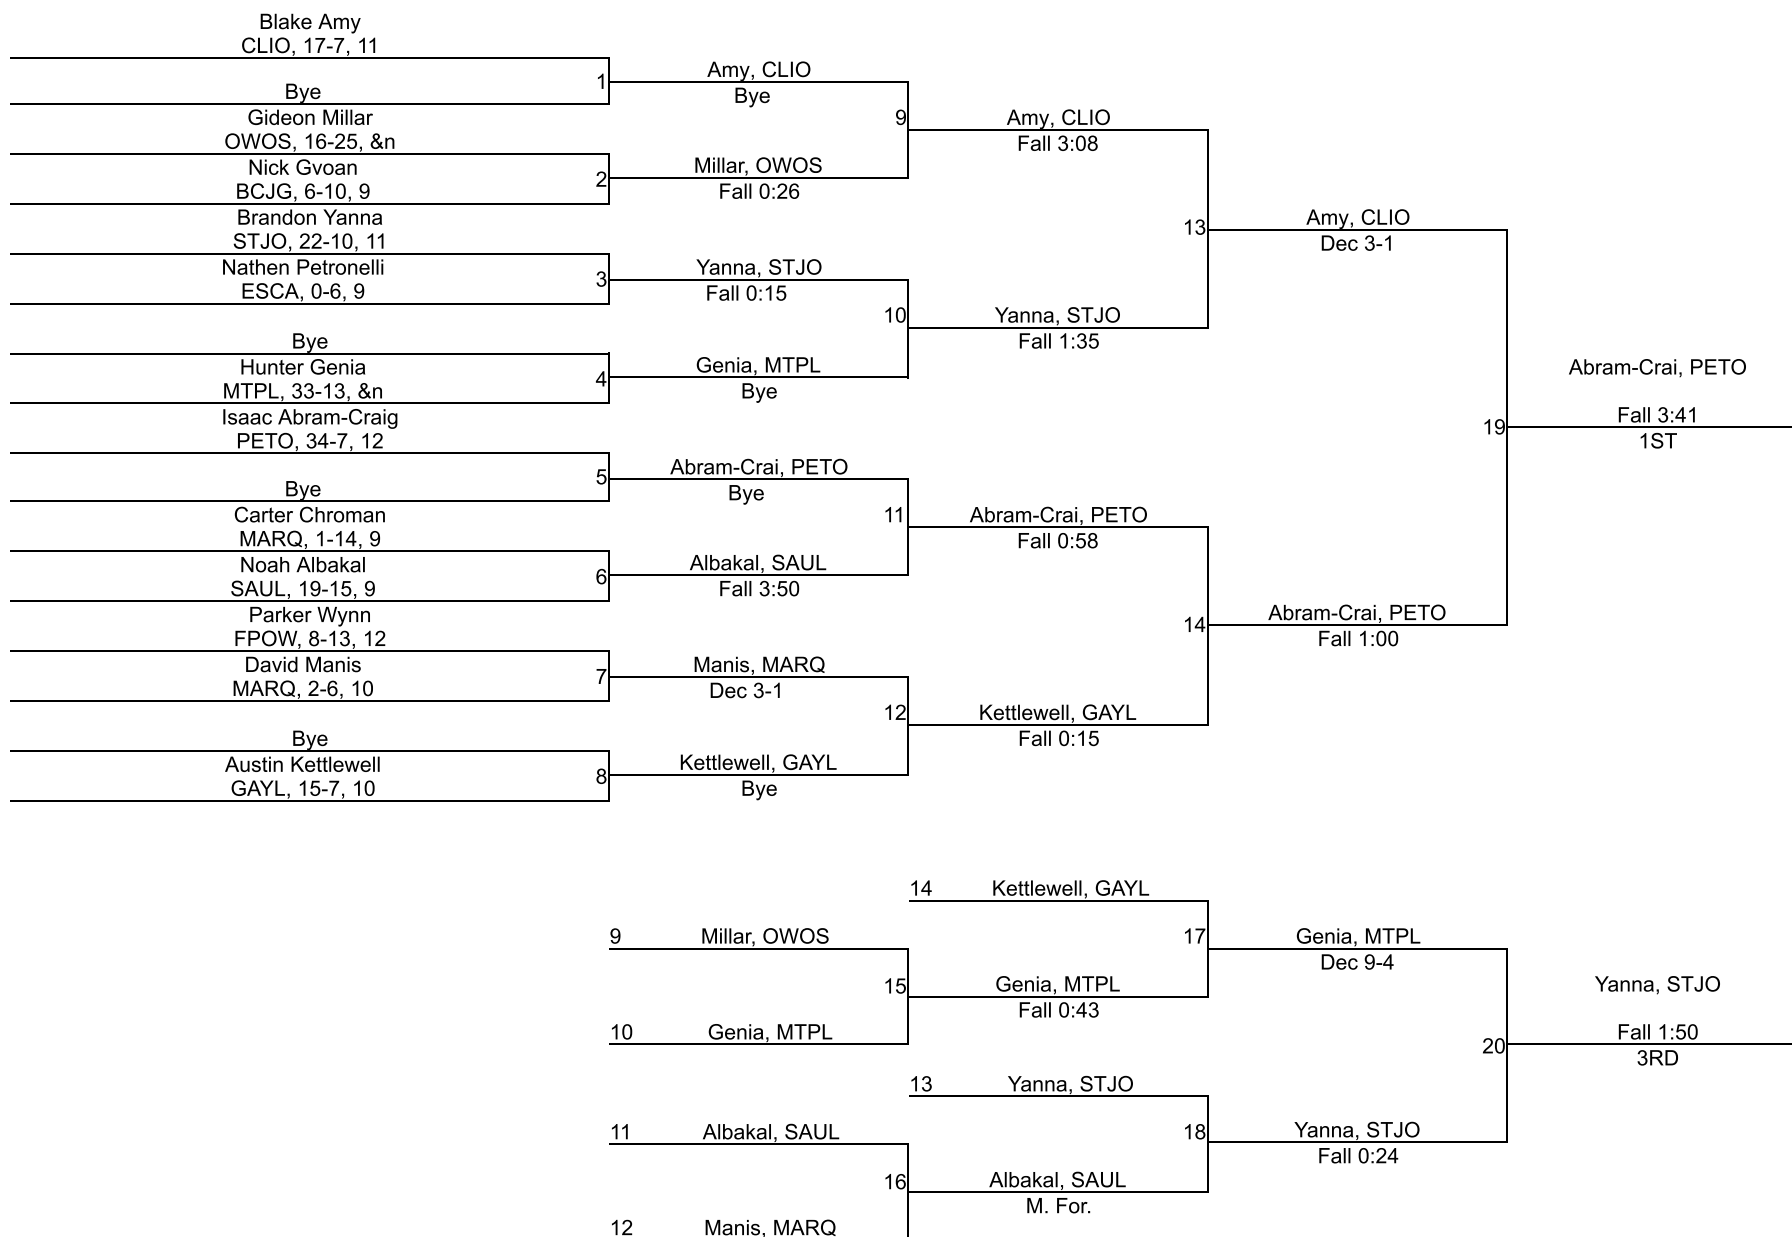 Blake Amy
CLIO, 17-7, 11
1
Bye
Gideon Millar
OWOS, 16-25, &n
2
Nick Gvoan
BCJG, 6-10, 9
Brandon Yanna
STJO, 22-10, 11
3
Nathen Petronelli
ESCA, 0-6, 9
Bye
4
Hunter Genia
MTPL, 33-13, &n
Isaac Abram-Craig
PETO, 34-7, 12
5
Bye
Carter Chroman
MARQ, 1-14, 9
6
Noah Albakal
SAUL, 19-15, 9
Parker Wynn
FPOW, 8-13, 12
7
David Manis
MARQ, 2-6, 10
Bye
8
Austin Kettlewell
GAYL, 15-7, 10
Amy, CLIO
Bye
9
Millar, OWOS
Fall 0:26
Yanna, STJO
Fall 0:15
10
Genia, MTPL
Bye
Abram-Crai, PETO
Bye
11
Albakal, SAUL
Fall 3:50
Manis, MARQ
Dec 3-1
12
Kettlewell, GAYL
Bye
Amy, CLIO
Fall 3:08
13
Yanna, STJO
Fall 1:35
Abram-Crai, PETO
Fall 0:58
14
Kettlewell, GAYL
Fall 0:15
Amy, CLIO
Dec 3-1
19
Abram-Crai, PETO
Fall 1:00
Abram-Crai, PETO
Fall 3:41
1ST
14 Kettlewell, GAYL
9 Millar, OWOS
15
10 Genia, MTPL
17
Genia, MTPL
Fall 0:43
13 Yanna, STJO
11 Albakal, SAUL
16
12 Manis, MARQ
18
Albakal, SAUL
M. For.
Genia, MTPL
Dec 9-4
20
Yanna, STJO
Fall 0:24
Yanna, STJO
Fall 1:50
3RD